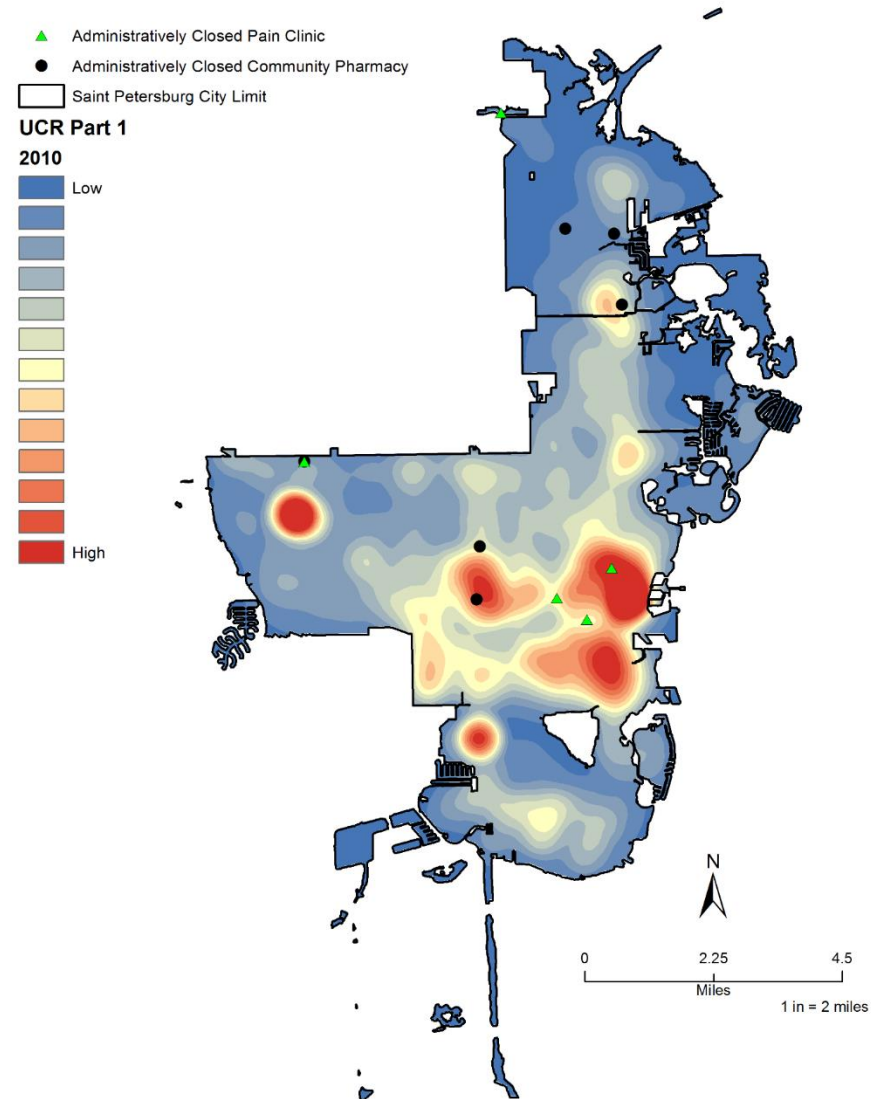 Administratively Closed Pain Clinic
Administratively Closed Community Pharmacy
Saint Petersburg City Limit
UCR Part 1
2010
Low
High
N
0 2.25 4.5
Miles
1 in = 2 miles